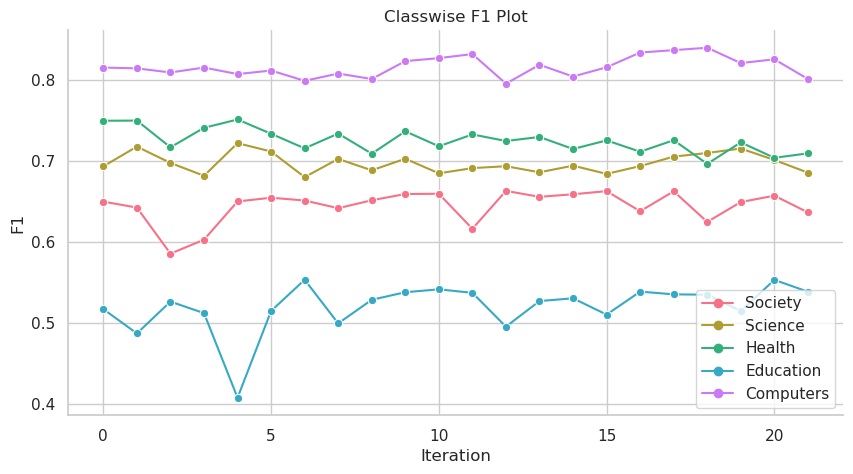 Classwise F1 Plot
F1
0.8
0.7
0.6
0.5
0.4
0
5
10
15
20
Iteration
Society
Science
Health
Education
Computers